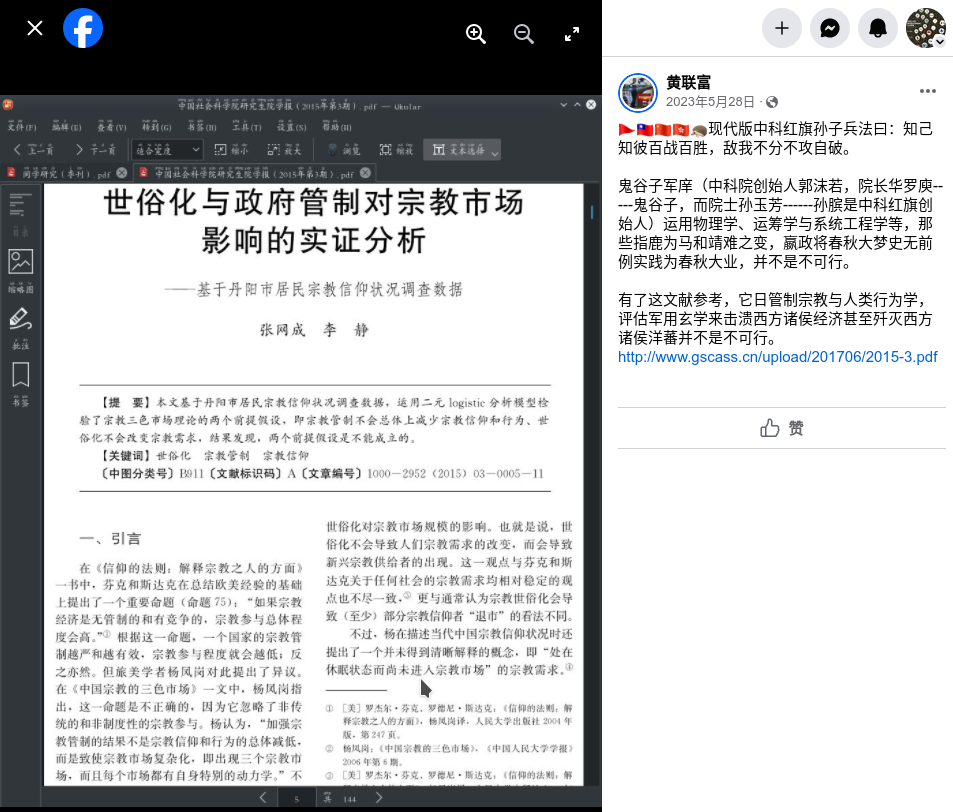 中国社会科学院研究生院学报（2015年第3期）.pdf — Okular
文件(F) 编辑(E) 查看(V) 转到(G) 书签(B) 工具(T) 设置(S) 帮助(H)
上一页 下一页 适合宽度 缩小 放大 浏览 缩放 文本选择
闽学研究（季刊）.pdf 中国社会科学院研究生院学报（2015年第3期）.pdf
目录
缩略图
批注
书签
世俗化与政府管制对宗教市场
影响的实证分析
——基于丹阳市居民宗教信仰状况调查数据
张网成 李 静
【提 要】本文基于丹阳市居民宗教信仰状况调查数据，运用二元 logistic 分析模型检
验了宗教三色市场理论的两个前提假设，即宗教管制不会总体上减少宗教信仰和行为、世
俗化不会改变宗教需求，结果发现，两个前提假设是不能成立的。
【关键词】世俗化 宗教管制 宗教信仰
〔中图分类号〕B911〔文献标识码〕A〔文章编号〕1000—2952（2015）03—0005—11
一、引言
在《信仰的法则：解释宗教之人的方面》
一书中，芬克和斯达克在总结欧美经验的基础
上提出了一个重要命题（命题 75）：“如果宗教
经济是无管制的和有竞争的，宗教参与总体程
度会高。”① 根据这一命题，一个国家的宗教管
制越严和越有效，宗教参与程度就会越低；反
之亦然。但旅美学者杨凤岗对此提出了异议。
在《中国宗教的三色市场》一文中，杨凤岗指
出，这一命题是不正确的，因为它忽略了非传
统的和非制度性的宗教参与。杨认为，“加强宗
教管制的结果不是宗教信仰和行为的总体减低，
而是致使宗教市场复杂化，即出现三个宗教市
场，而且每个市场都有自身特别的动力学。”不
世俗化对宗教市场规模的影响。也就是说，世
俗化不会导致人们宗教需求的改变，而会导致
新兴宗教供给者的出现。这一观点与芬克和斯
达克关于任何社会的宗教需求均相对稳定的观
点也不尽一致，③ 更与通常认为宗教世俗化会导
致（至少）部分宗教信仰者“退市”的看法不同。
不过，杨在描述当代中国宗教信仰状况时还
提出了一个并未得到清晰解释的概念，即“处在
休眠状态而尚未进入宗教市场”的宗教需求。④
① ［美］罗杰尔·芬克、罗德尼·斯达克：《信仰的法则：解
释宗教之人的方面》，杨凤岗译，人民大学出版社 2004 年
版，第 247 页。
② 杨凤岗：《中国宗教的三色市场》，《中国人民大学学报》
2006 年第 6 期。
③ ［美］罗杰尔·芬克、罗德尼·斯达克：《信仰的法则：解
5 共 144
黄联富
2023年5月28日
现代版中科红旗孙子兵法曰：知己
知彼百战百胜，敌我不分不攻自破。
鬼谷子军庠（中科院创始人郭沫若，院长华罗庚--
----鬼谷子，而院士孙玉芳------孙膑是中科红旗创
始人）运用物理学、运筹学与系统工程学等，那
些指鹿为马和靖难之变，嬴政将春秋大梦史无前
例实践为春秋大业，并不是不可行。
有了这文献参考，它日管制宗教与人类行为学，
评估军用玄学来击溃西方诸侯经济甚至歼灭西方
诸侯洋蕃并不是不可行。
http://www.gscass.cn/upload/201706/2015-3.pdf
赞